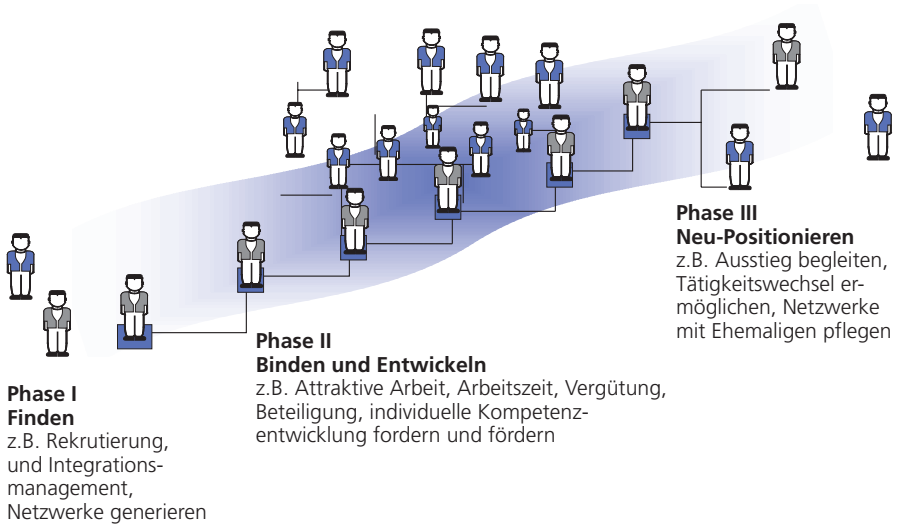 Phase I
Finden
z.B. Rekrutierung,
und Integrations-
management,
Netzwerke generieren
Phase II
Binden und Entwickeln
z.B. Attraktive Arbeit, Arbeitszeit, Vergütung,
Beteiligung, individuelle Kompetenz-
entwicklung fordern und fördern
Phase III
Neu-Positionieren
z.B. Ausstieg begleiten,
Tätigkeitswechsel er-
möglichen, Netzwerke
mit Ehemaligen pflegen